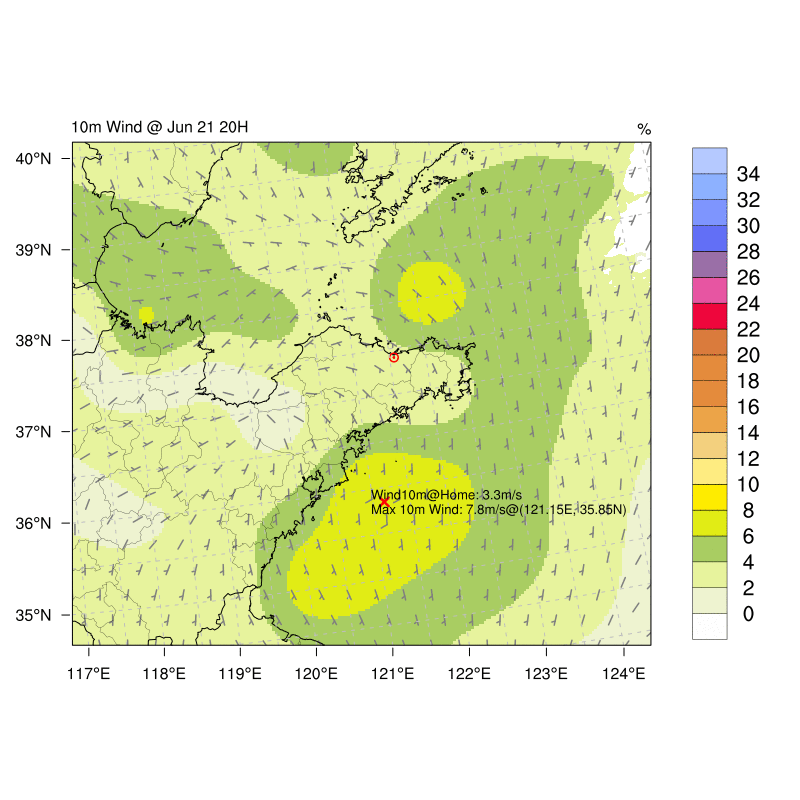 10m Wind @ Jun 21 20H
%
40°N
39°N
38°N
37°N
36°N
35°N
117°E
118°E
119°E
120°E
121°E
122°E
123°E
124°E
Wind10m@Home: 3.3m/s
Max 10m Wind: 7.8m/s@(121.15E, 35.85N)
34
32
30
28
26
24
22
20
18
16
14
12
10
8
6
4
2
0